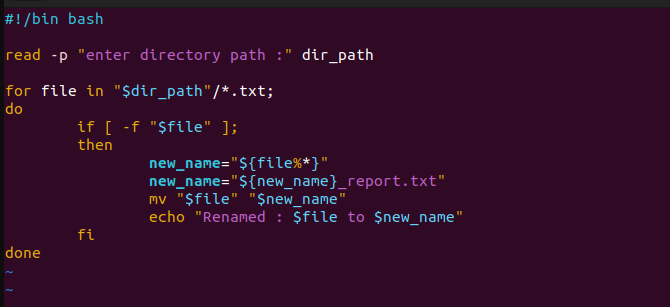 #!/bin bash
read -p "enter directory path :" dir_path
for file in "$dir_path"/*.txt;
do
if [ -f "$file" ];
then
new_name="${file%*}"
new_name="${new_name}_report.txt"
mv "$file" "$new_name"
echo "Renamed : $file to $new_name"
fi
done
~
~